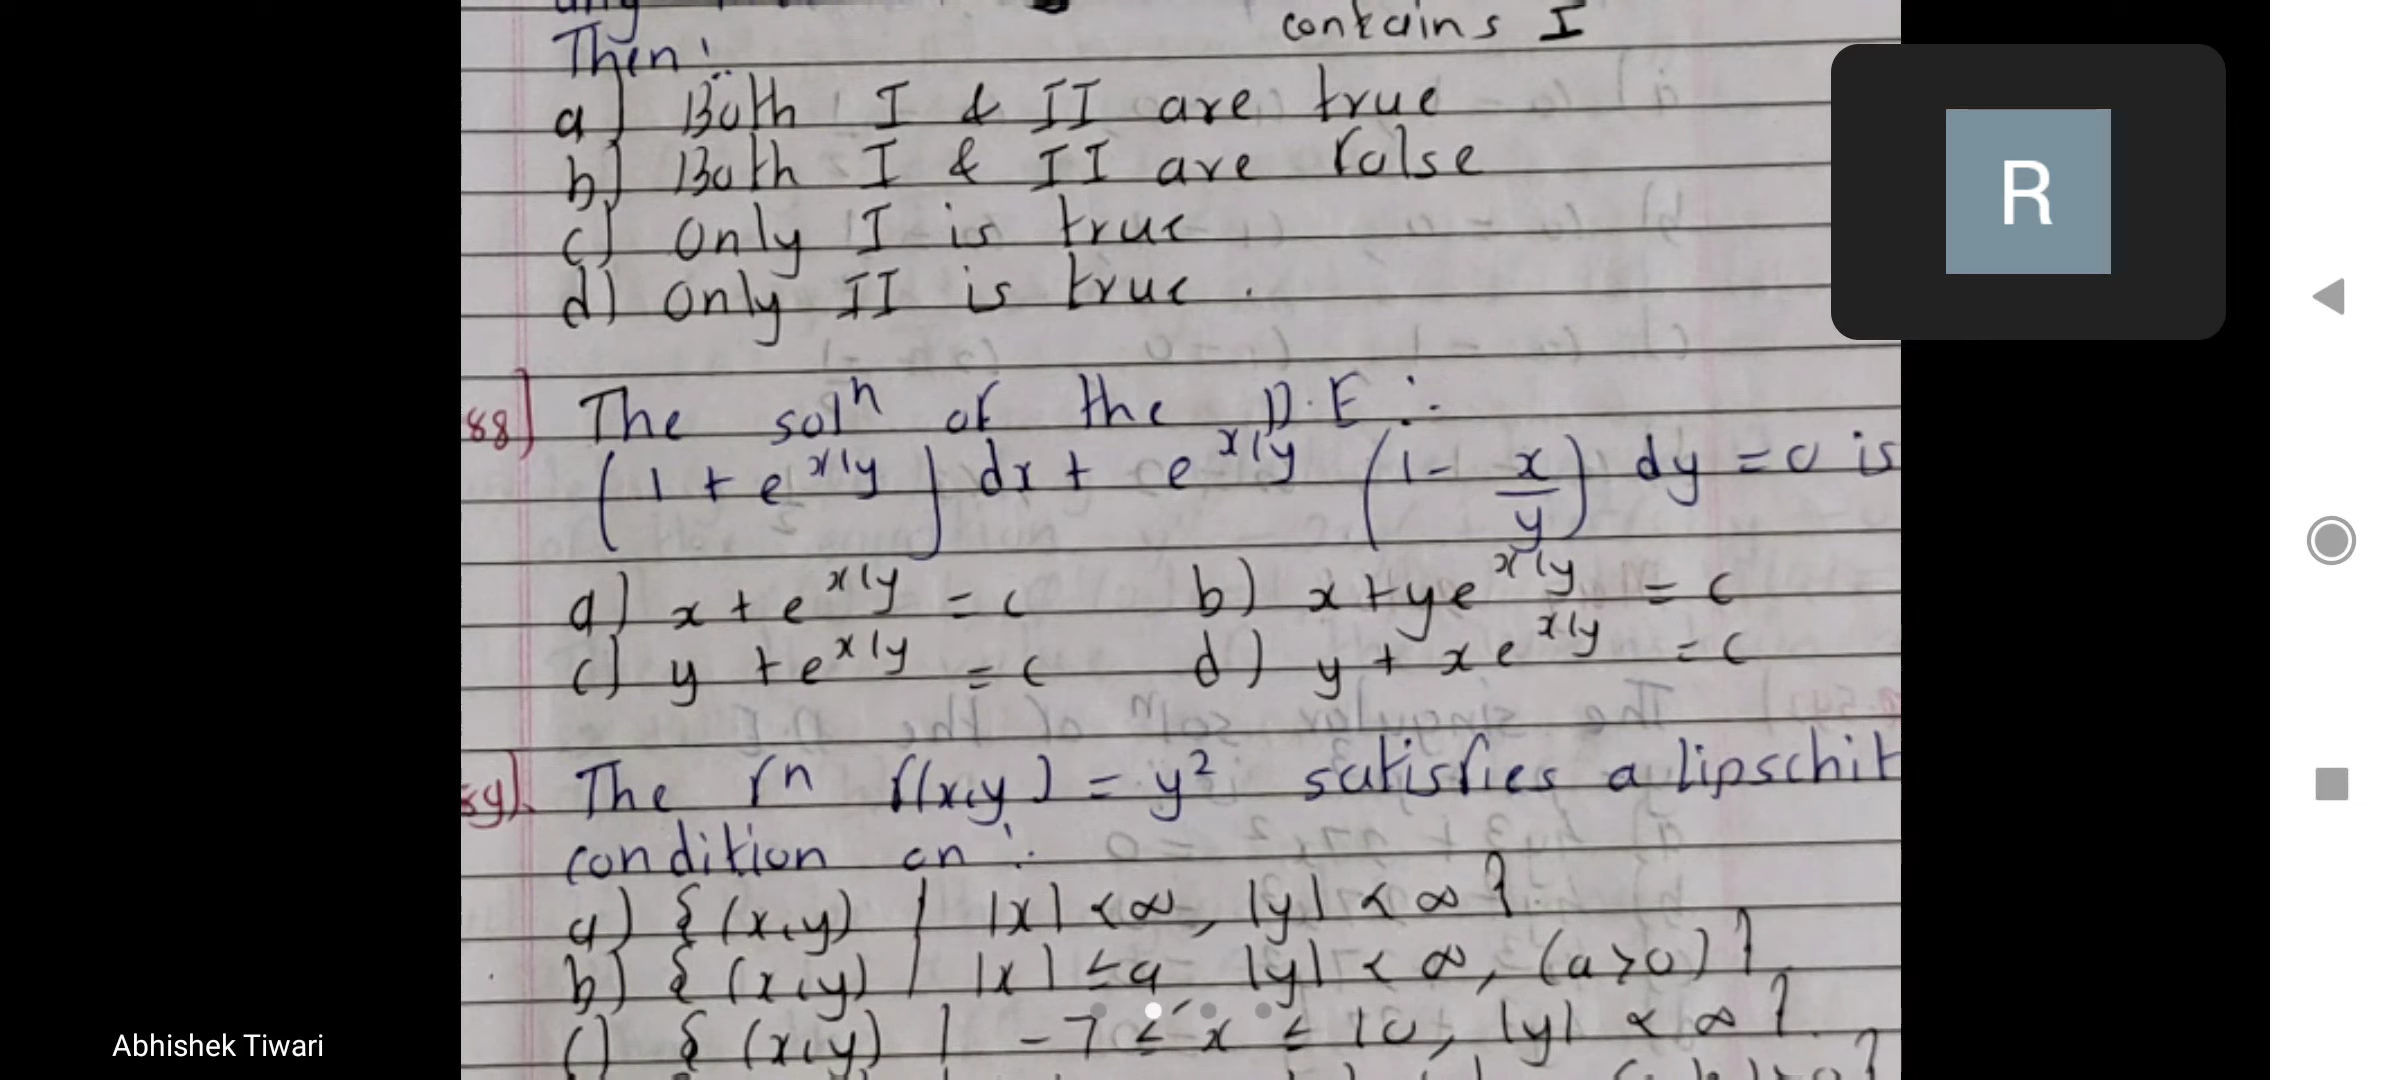 contains I
Then:
a) Both I & II are true
b) Both I & II are false
c) Only I is true
d) Only II is true.
88) The solⁿ of the D.E:
(1 + e^x/y) dx + e^x/y (1 - x/y) dy = 0 is
a) x + e^x/y = c b) x + ye^x/y = c
c) y + e^x/y = c d) y + xe^x/y = c
The fⁿ f(x,y) = y² satisfies a lipschit
condition on:
a) {(x,y) / |x| < ∞, |y| < ∞}
b) {(x,y) / |x| ≤ a, |y| < ∞, (a>0)}
c) {(x,y) | -7 ≤ x ≤ 10, |y| < ∞}
R
Abhishek Tiwari